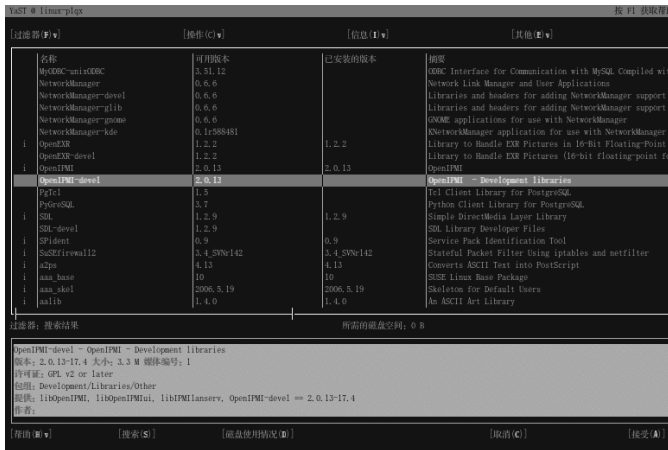 YaST @ linux-plqx 按 F1 获取帮
[过滤器(F)▾] [操作(C)▾] [信息(I)▾] [其他(E)▾]
名称 可用版本 已安装的版本 摘要
MyODBC-unixODBC 3.51.12 ODBC Interface for Communication with MySQL Compiled wi
NetworkManager 0.6.6 Network Link Manager and User Applications
NetworkManager-devel 0.6.6 Libraries and headers for adding NetworkManager support
NetworkManager-glib 0.6.6 Libraries and headers for adding NetworkManager support
NetworkManager-gnome 0.6.6 GNOME applications for use with NetworkManager
NetworkManager-kde 0.1r588481 KNetworkManager application for use with NetworkManager
i OpenEXR 1.2.2 1.2.2 Library to Handle EXR Pictures in 16-Bit Floating-Point
OpenEXR-devel 1.2.2 Library to Handle EXR Pictures (16-bit floating-point f
i OpenIPMI 2.0.13 2.0.13 OpenIPMI
OpenIPMI-devel 2.0.13 OpenIPMI - Development libraries
PgTcl 1.5 Tcl Client Library for PostgreSQL
PyGreSQL 3.7 Python Client Library for PostgreSQL
i SDL 1.2.9 1.2.9 Simple DirectMedia Layer Library
SDL-devel 1.2.9 SDL Library Developer Files
i SPident 0.9 0.9 Service Pack Identification Tool
i SuSEfirewall2 3.4_SVNr142 3.4_SVNr142 Stateful Packet Filter Using iptables and netfilter
i a2ps 4.13 4.13 Converts ASCII Text into PostScript
i aaa_base 10 10 SUSE Linux Base Package
i aaa_skel 2006.5.19 2006.5.19 Skeleton for Default Users
i aalib 1.4.0 1.4.0 An ASCII Art Library
过滤器: 搜索结果 所需的磁盘空间: 0 B
OpenIPMI-devel - OpenIPMI - Development libraries
版本: 2.0.13-17.4 大小: 3.3 M 媒体编号: 1
许可证: GPL v2 or later
包组: Development/Libraries/Other
提供: libOpenIPMI, libOpenIPMIui, libIPMIlanserv, OpenIPMI-devel == 2.0.13-17.4
作者:
[帮助(H)▾] [搜索(S)] [磁盘使用情况(D)] [取消(C)] [接受(A)]